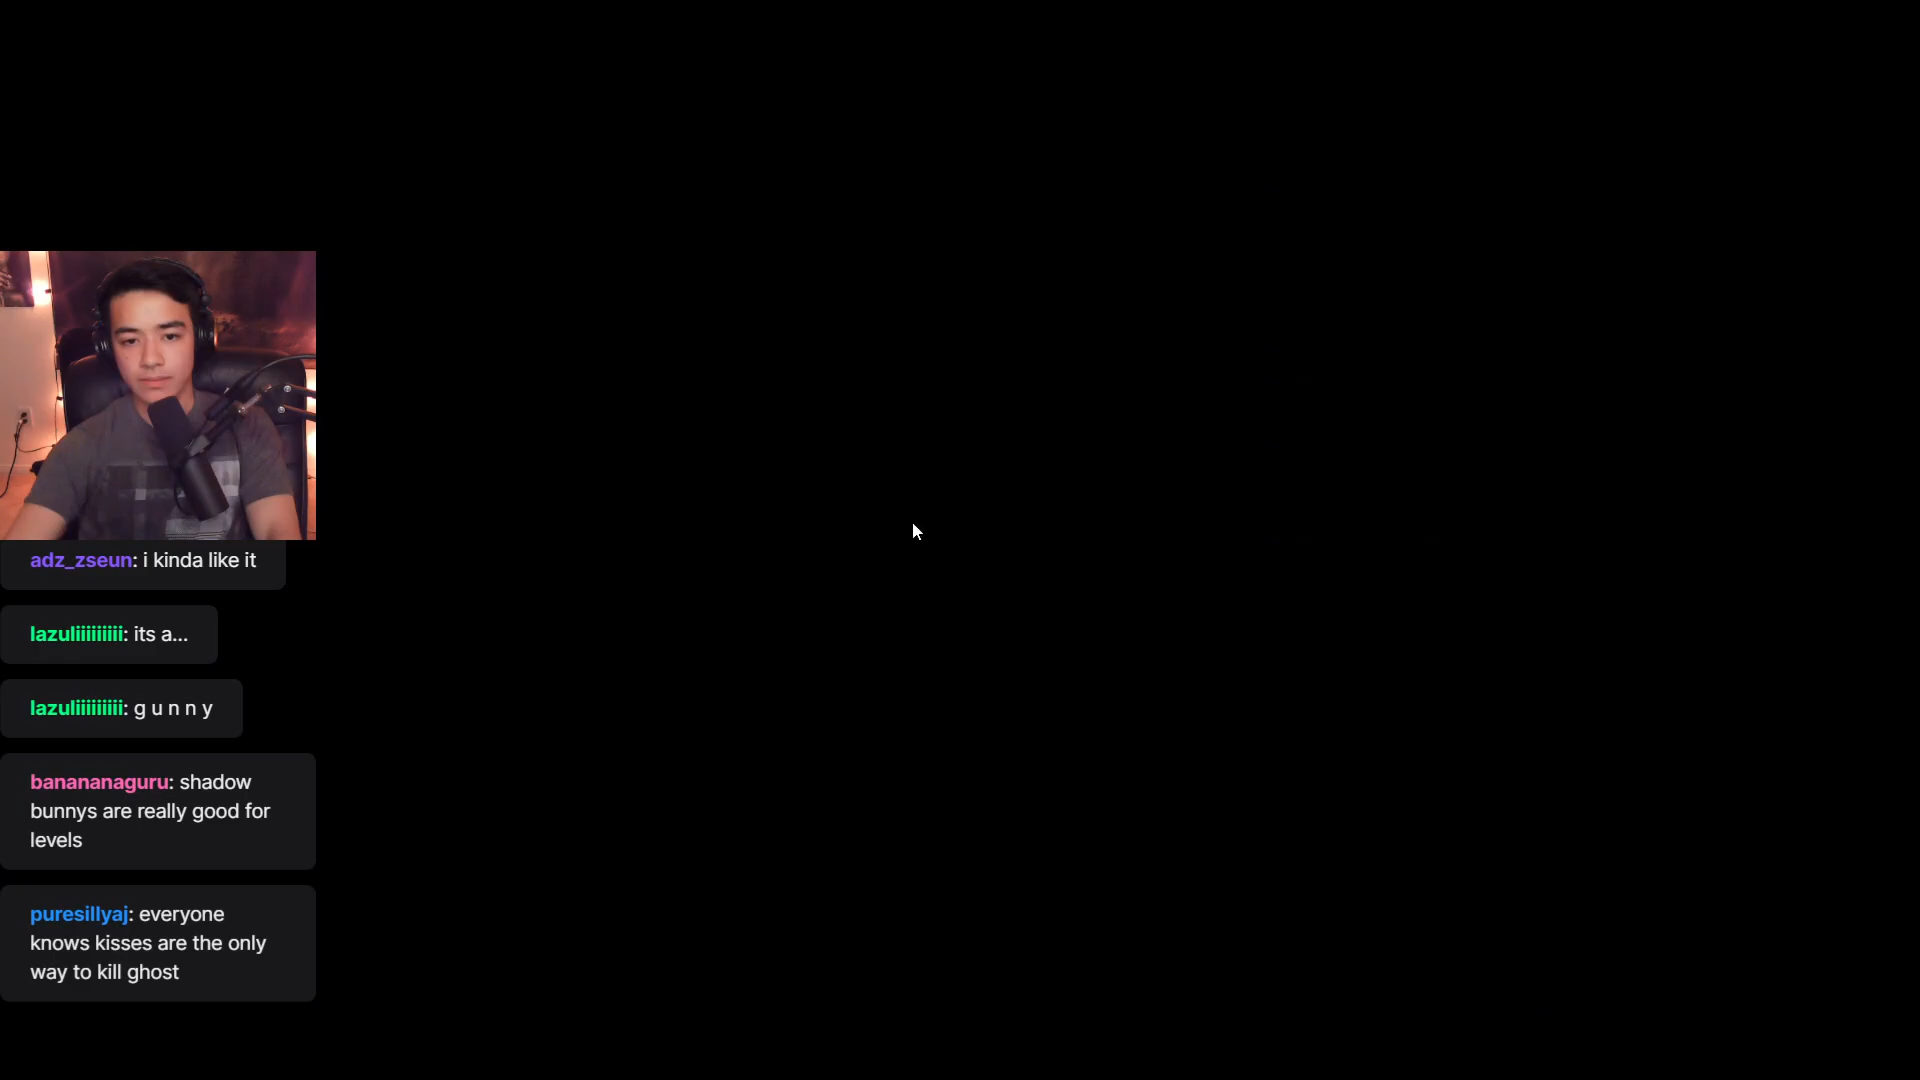 adz_zseun: i kinda like it
lazuliiiiiiiii: its a...
lazuliiiiiiiii: g u n n y
banananaguru: shadow
bunnys are really good for
levels
puresillyaj: everyone
knows kisses are the only
way to kill ghost